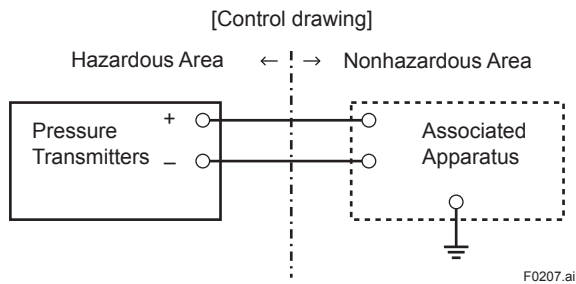 [Control drawing]
Hazardous Area ← → Nonhazardous Area
Pressure
Transmitters
+
–
Associated
Apparatus
F0207.ai